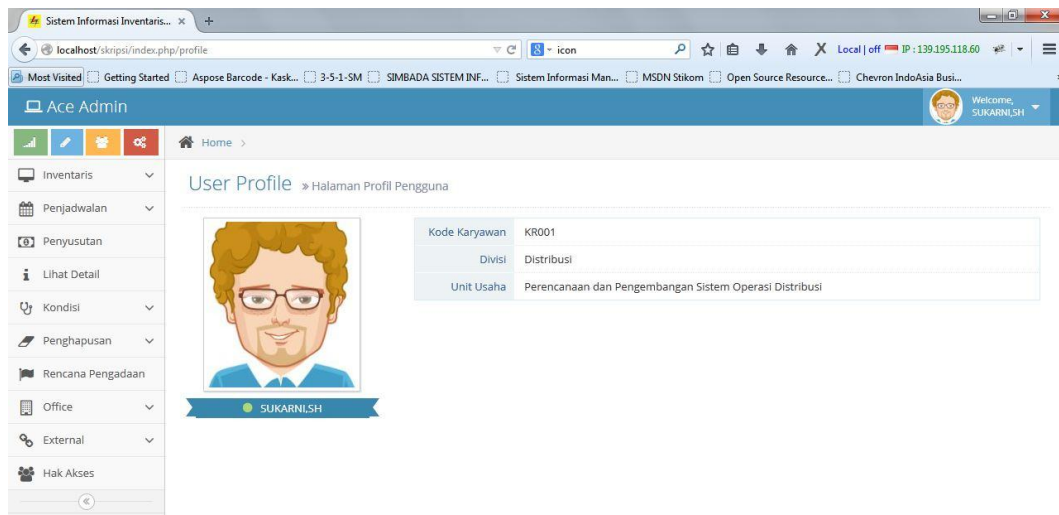 Sistem Informasi Inventaris...
localhost/skripsi/index.php/profile
icon
Local | off IP : 139.195.118.60
Most Visited Getting Started Aspose Barcode - Kask... 3-5-1-SM SIMBADA SISTEM INF... Sistem Informasi Man... MSDN Stikom Open Source Resource... Chevron IndoAsia Busi...
Ace Admin
Welcome,
SUKARNI,SH
Home >
Inventaris
Penjadwalan
Penyusutan
Lihat Detail
Kondisi
Penghapusan
Rencana Pengadaan
Office
External
Hak Akses
User Profile » Halaman Profil Pengguna
SUKARNI,SH
Kode Karyawan KR001
Divisi Distribusi
Unit Usaha Perencanaan dan Pengembangan Sistem Operasi Distribusi